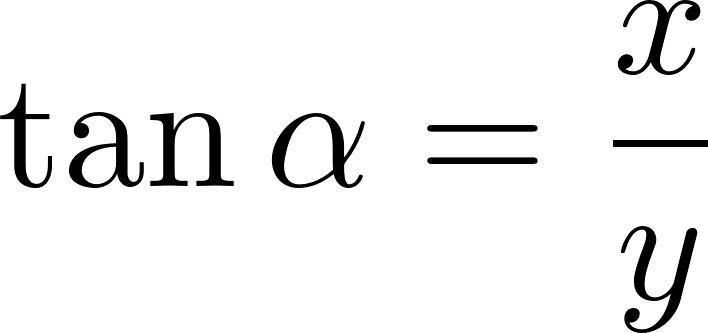 tan α = x/y